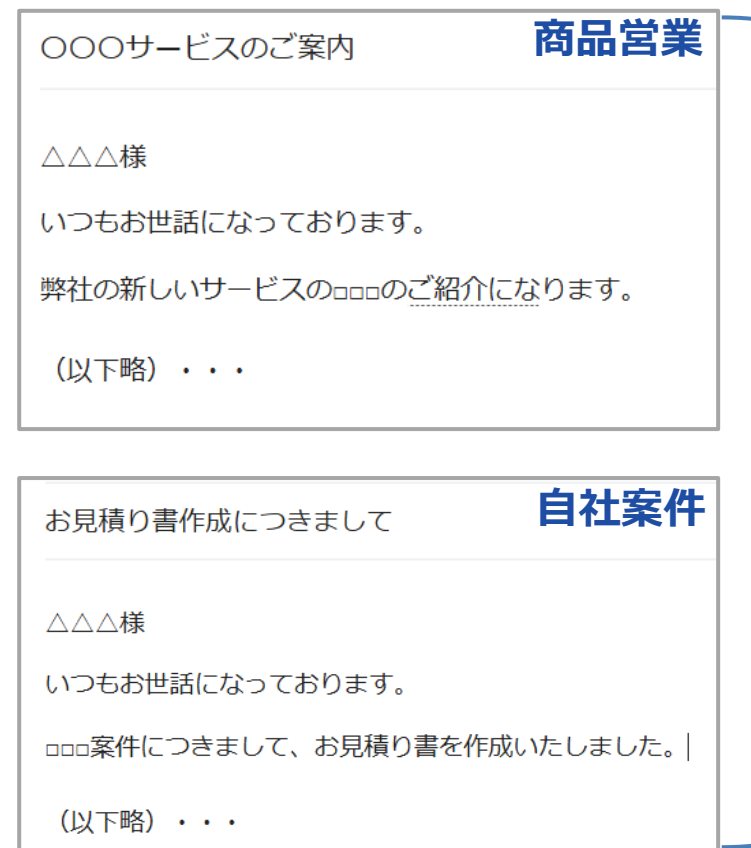 〇〇〇サービスのご案内
商品営業
△△△様
いつもお世話になっております。
弊社の新しいサービスの□□□のご紹介になります。
（以下略）・・・
お見積り書作成につきまして
自社案件
△△△様
いつもお世話になっております。
□□□案件につきまして、お見積り書を作成いたしました。
（以下略）・・・